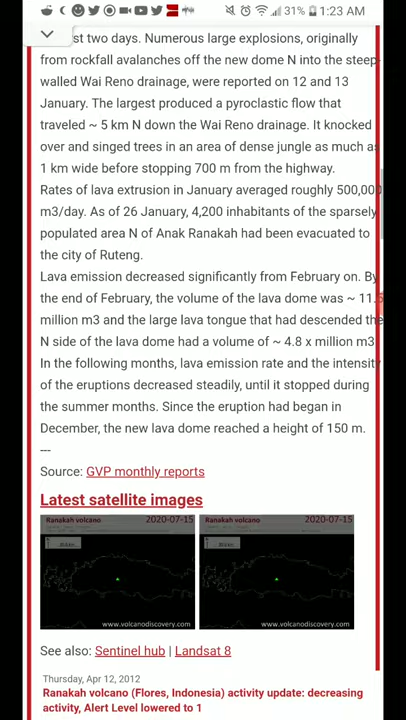 31% 1:23 AM
st two days. Numerous large explosions, originally
from rockfall avalanches off the new dome N into the steep-
walled Wai Reno drainage, were reported on 12 and 13
January. The largest produced a pyroclastic flow that
traveled ~ 5 km N down the Wai Reno drainage. It knocked
over and singed trees in an area of dense jungle as much as
1 km wide before stopping 700 m from the highway.
Rates of lava extrusion in January averaged roughly 500,000
m3/day. As of 26 January, 4,200 inhabitants of the sparsely
populated area N of Anak Ranakah had been evacuated to
the city of Ruteng.
Lava emission decreased significantly from February on. By
the end of February, the volume of the lava dome was ~ 11.6
million m3 and the large lava tongue that had descended the
N side of the lava dome had a volume of ~ 4.8 x million m3
In the following months, lava emission rate and the intensity
of the eruptions decreased steadily, until it stopped during
the summer months. Since the eruption had began in
December, the new lava dome reached a height of 150 m.
---
Source: GVP monthly reports
Latest satellite images
Ranakah volcano 2020-07-15 Ranakah volcano 2020-07-15
www.volcanodiscovery.com www.volcanodiscovery.com
See also: Sentinel hub | Landsat 8
Thursday, Apr 12, 2012
Ranakah volcano (Flores, Indonesia) activity update: decreasing
activity, Alert Level lowered to 1